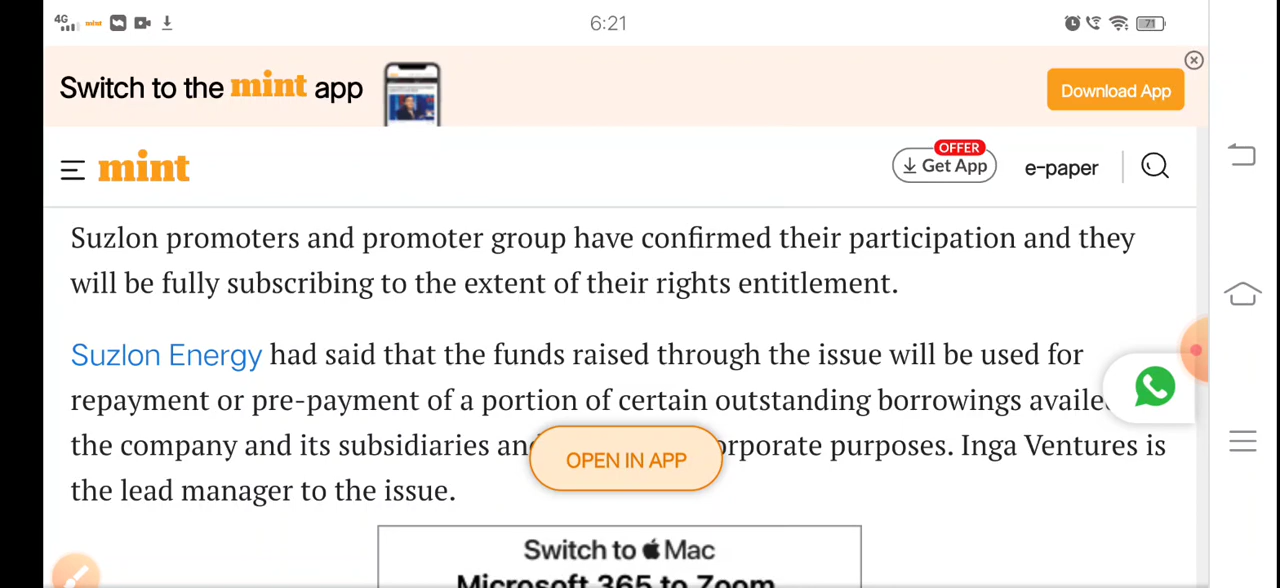 4G mint 6:21 71
Switch to the mint app
Download App
mint
OFFER
Get App e-paper
Suzlon promoters and promoter group have confirmed their participation and they
will be fully subscribing to the extent of their rights entitlement.
Suzlon Energy had said that the funds raised through the issue will be used for
repayment or pre-payment of a portion of certain outstanding borrowings
the company and its subsidiaries purposes. Inga Ventures is
OPEN IN APP
the lead manager to the issue.
Switch to Mac
Microsoft 365 to Zoom